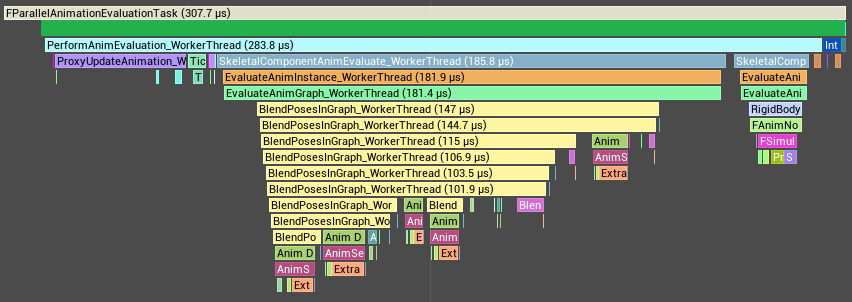 FParallelAnimationEvaluationTask (307.7 µs)
PerformAnimEvaluation_WorkerThread (283.8 µs) Int
ProxyUpdateAnimation_W Tic SkeletalComponentAnimEvaluate_WorkerThread (185.8 µs) SkeletalComp
T EvaluateAnimInstance_WorkerThread (181.9 µs) EvaluateAni
EvaluateAnimGraph_WorkerThread (181.4 µs) EvaluateAni
BlendPosesInGraph_WorkerThread (147 µs) RigidBody
BlendPosesInGraph_WorkerThread (144.7 µs) FAnimNo
BlendPosesInGraph_WorkerThread (115 µs) Anim FSimul
BlendPosesInGraph_WorkerThread (106.9 µs) AnimS Pr S
BlendPosesInGraph_WorkerThread (103.5 µs) Extra
BlendPosesInGraph_WorkerThread (101.9 µs)
BlendPosesInGraph_Wor Ani Blend Blen
BlendPosesInGraph_Wo Ani Anim
BlendPo Anim D A E Anim
Anim D AnimSe Ext
AnimS Extra
Ext